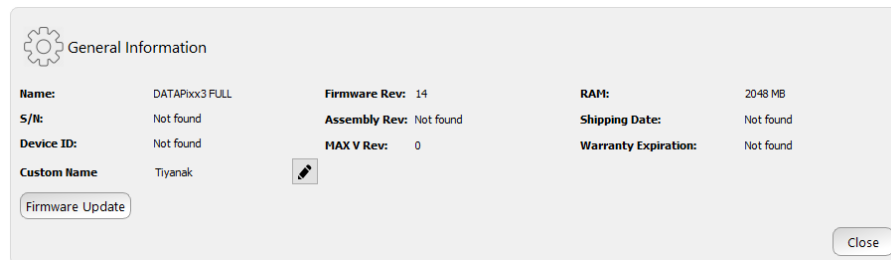 General Information
Name: DATAPixx3 FULL Firmware Rev: 14 RAM: 2048 MB
S/N: Not found Assembly Rev: Not found Shipping Date: Not found
Device ID: Not found MAX V Rev: 0 Warranty Expiration: Not found
Custom Name Tiyanak
Firmware Update
Close